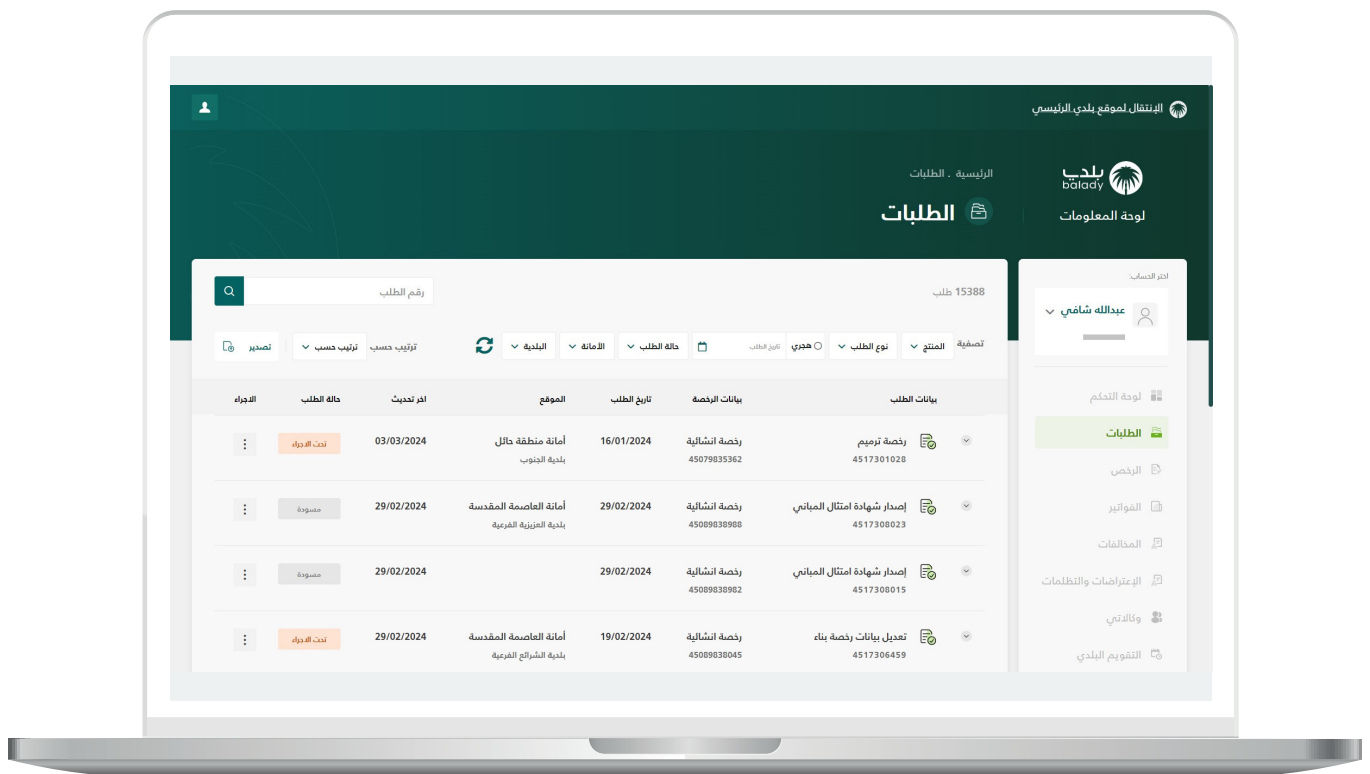 الإنتقال لموقع بلدي الرئيسي
بلدي
balady
لوحة المعلومات
الرئيسية . الطلبات
الطلبات
اختر الحساب:
عبدالله شافي
لوحة التحكم
الطلبات
الرخص
الفواتير
المخالفات
الإعتراضات والتظلمات
وكالاتي
التقويم البلدي
15388 طلب
رقم الطلب
تصفية المنتج نوع الطلب هجري تاريخ الطلب حالة الطلب الأمانة البلدية ترتيب حسب ترتيب حسب تصدير
بيانات الطلب بيانات الرخصة تاريخ الطلب الموقع اخر تحديث حالة الطلب الاجراء
رخصة ترميم رخصة انشائية 16/01/2024 أمانة منطقة حائل 03/03/2024 تحت الاجراء
4517301028 45079835362 بلدية الجنوب
إصدار شهادة امتثال المباني رخصة انشائية 29/02/2024 أمانة العاصمة المقدسة 29/02/2024 مسودة
4517308023 45089838988 بلدية العزيزية الفرعية
إصدار شهادة امتثال المباني رخصة انشائية 29/02/2024 29/02/2024 مسودة
4517308015 45089838982
تعديل بيانات رخصة بناء رخصة انشائية 19/02/2024 أمانة العاصمة المقدسة 29/02/2024 تحت الاجراء
4517306459 45089838045 بلدية الشرائع الفرعية